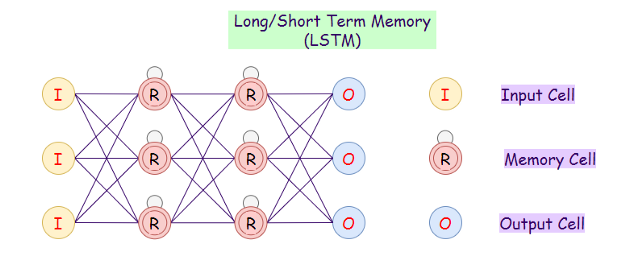 Long/Short Term Memory
(LSTM)
I R R O I Input Cell
I R R O R Memory Cell
I R R O O Output Cell